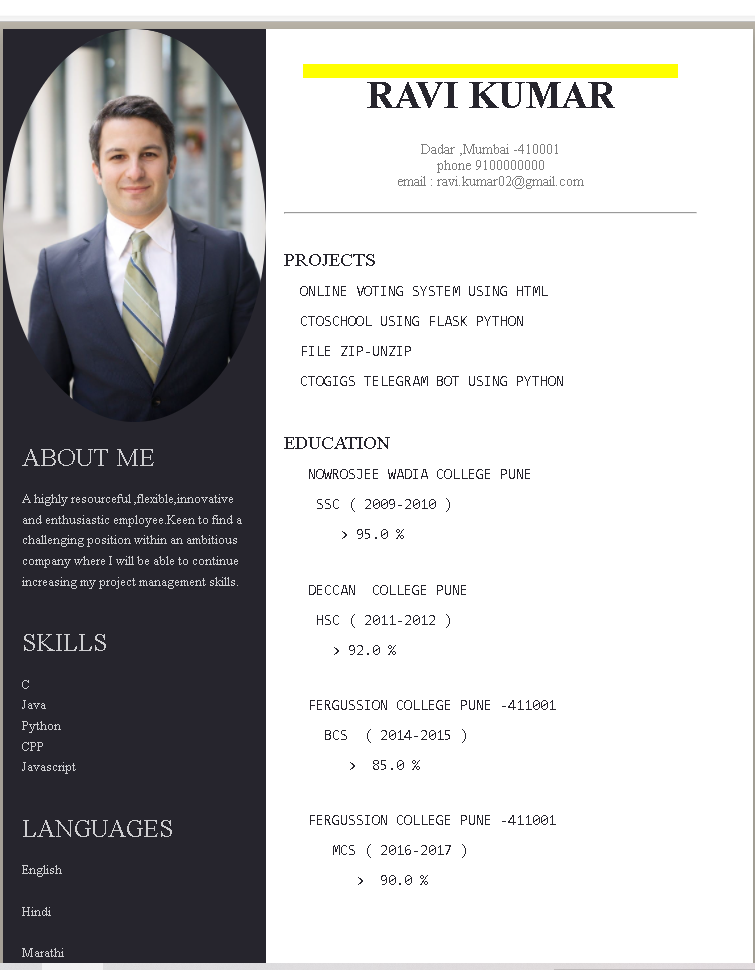 RAVI KUMAR
Dadar ,Mumbai -410001
phone 9100000000
email : ravi.kumar02@gmail.com
ABOUT ME
A highly resourceful ,flexible,innovative
and enthusiastic employee.Keen to find a
challenging position within an ambitious
company where I will be able to continue
increasing my project management skills.
SKILLS
C
Java
Python
CPP
Javascript
LANGUAGES
English
Hindi
Marathi
PROJECTS
ONLINE VOTING SYSTEM USING HTML
CTOSCHOOL USING FLASK PYTHON
FILE ZIP-UNZIP
CTOGIGS TELEGRAM BOT USING PYTHON
EDUCATION
NOWROSJEE WADIA COLLEGE PUNE
SSC ( 2009-2010 )
> 95.0 %
DECCAN  COLLEGE PUNE
HSC ( 2011-2012 )
> 92.0 %
FERGUSSION COLLEGE PUNE -411001
BCS  ( 2014-2015 )
>  85.0 %
FERGUSSION COLLEGE PUNE -411001
MCS ( 2016-2017 )
>  90.0 %